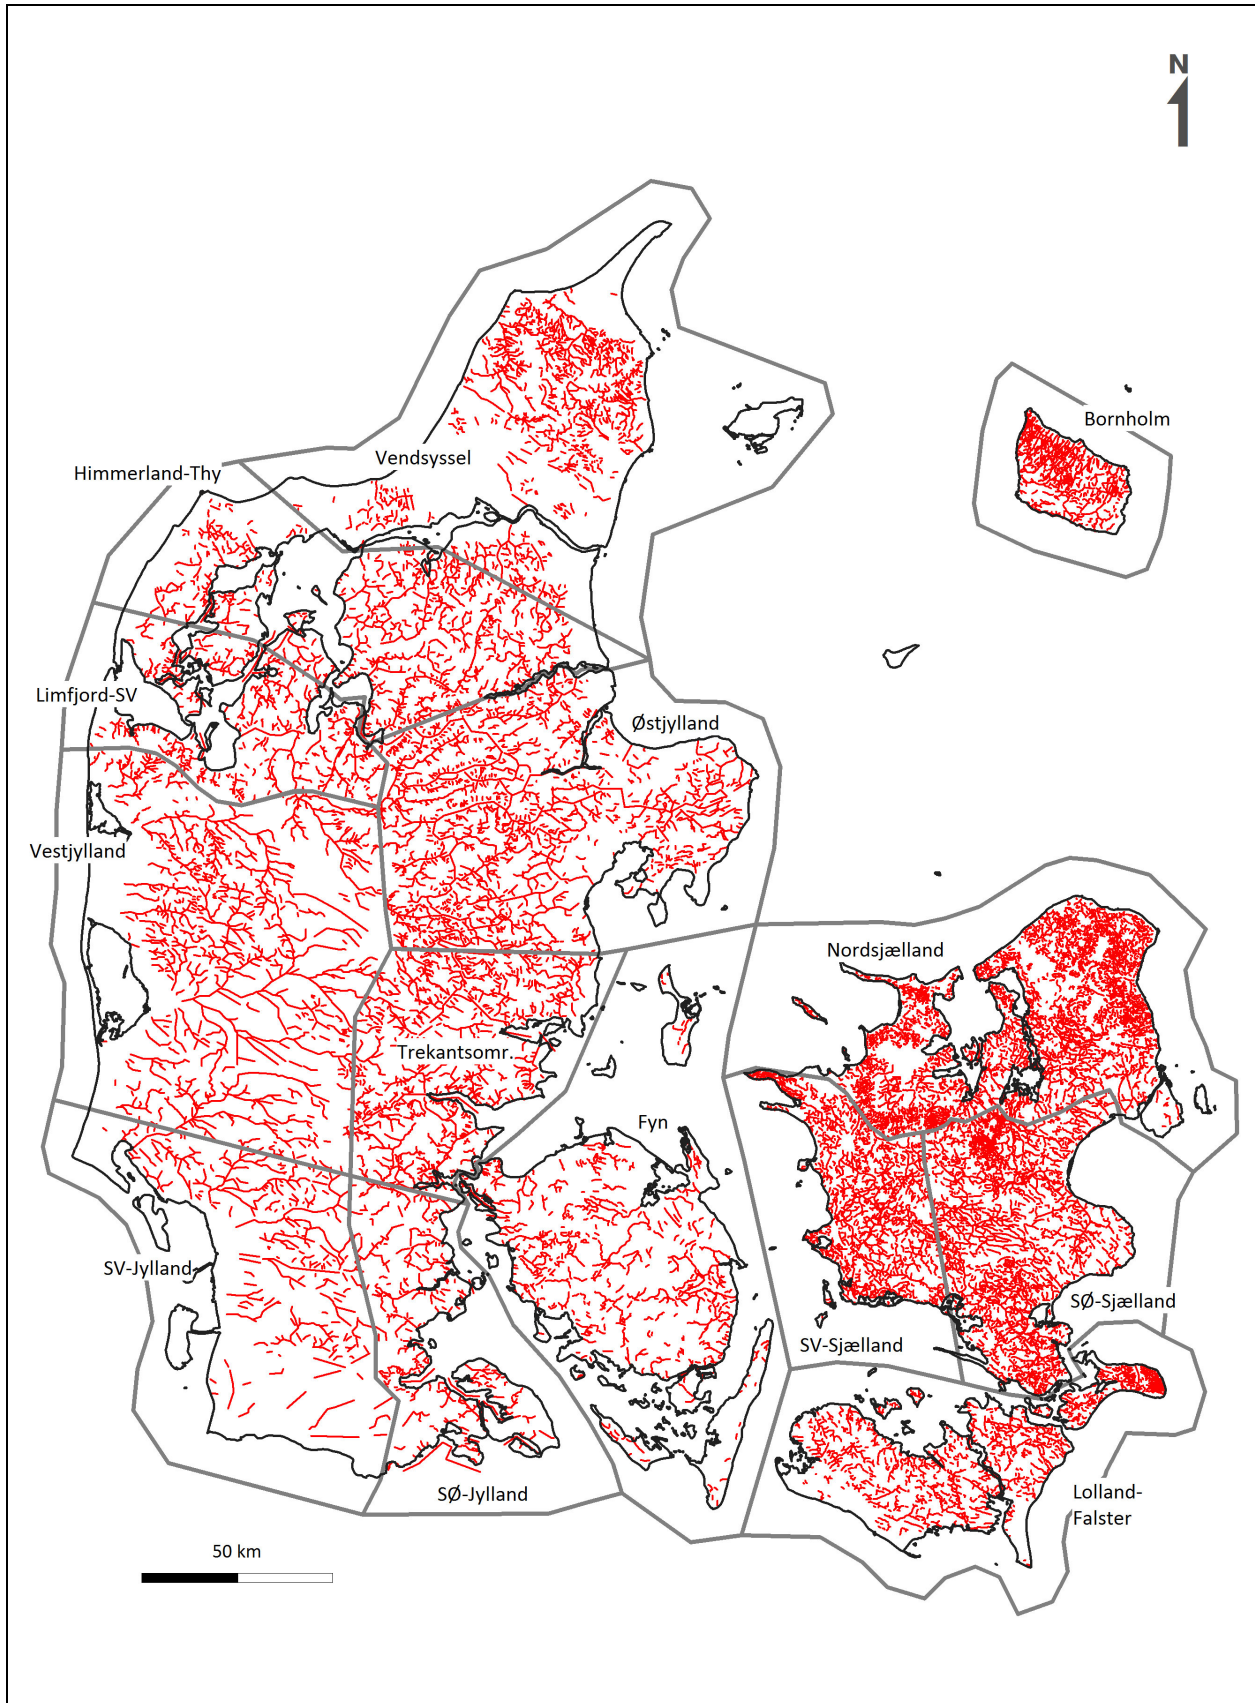 N
Bornholm
Vendsyssel
Himmerland-Thy
Limfjord-SV
Østjylland
Vestjylland
Nordsjælland
Trekantsomr.
Fyn
SV-Jylland
SØ-Sjælland
SV-Sjælland
SØ-Jylland
Lolland-
Falster
50 km